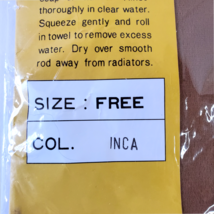 thoroughly in clear water.
Squeeze gently and roll
in towel to remove excess
water. Dry over smooth
rod away from radiators.
SIZE : FREE
COL. INCA